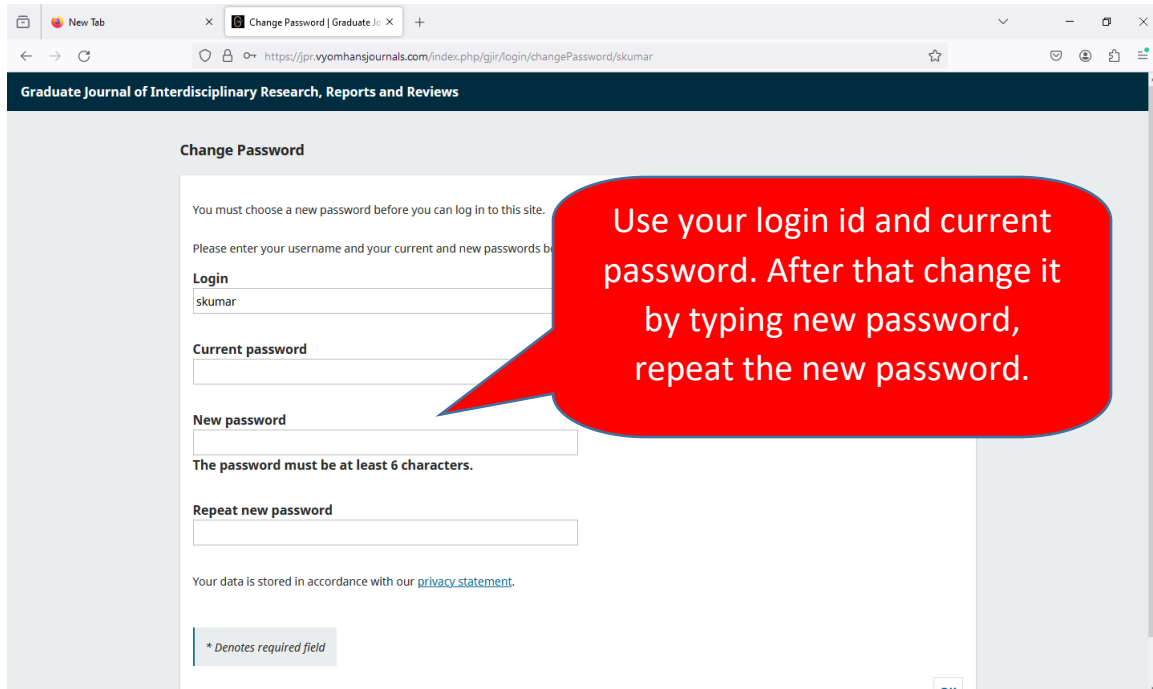 New Tab
Change Password | Graduate Jo
https://jpr.vyomhansjournals.com/index.php/gjir/login/changePassword/skumar
Graduate Journal of Interdisciplinary Research, Reports and Reviews
Change Password
You must choose a new password before you can log in to this site.
Please enter your username and your current and new passwords
Login
skumar
Current password
New password
The password must be at least 6 characters.
Repeat new password
Your data is stored in accordance with our privacy statement.
* Denotes required field
Use your login id and current
password. After that change it
by typing new password,
repeat the new password.